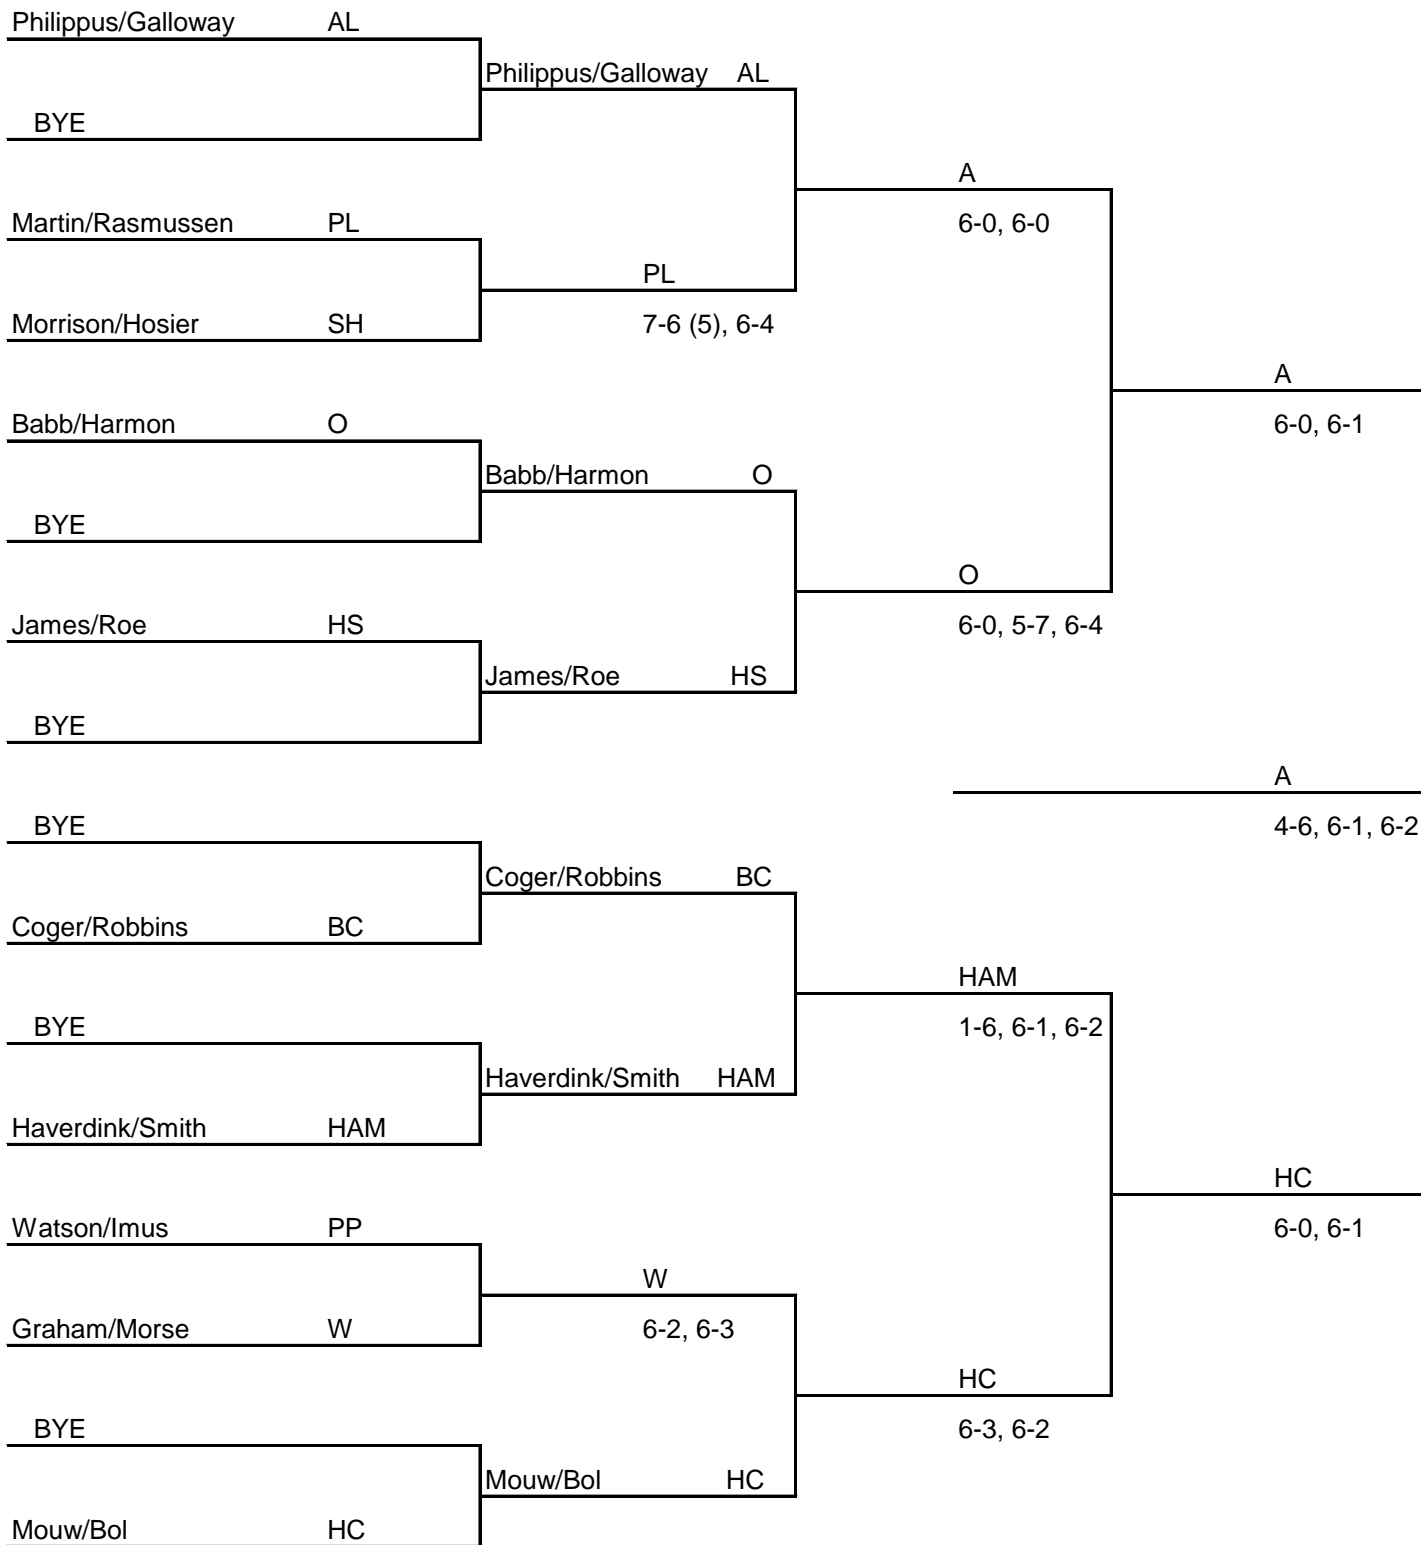 Philippus/Galloway AL
Philippus/Galloway AL
BYE
A
Martin/Rasmussen PL
6-0, 6-0
PL
Morrison/Hosier SH
7-6 (5), 6-4
A
Babb/Harmon O
6-0, 6-1
Babb/Harmon O
BYE
O
James/Roe HS
6-0, 5-7, 6-4
James/Roe HS
BYE
A
BYE
4-6, 6-1, 6-2
Coger/Robbins BC
Coger/Robbins BC
HAM
BYE
1-6, 6-1, 6-2
Haverdink/Smith HAM
Haverdink/Smith HAM
HC
Watson/Imus PP
6-0, 6-1
W
Graham/Morse W
6-2, 6-3
HC
BYE
6-3, 6-2
Mouw/Bol HC
Mouw/Bol HC